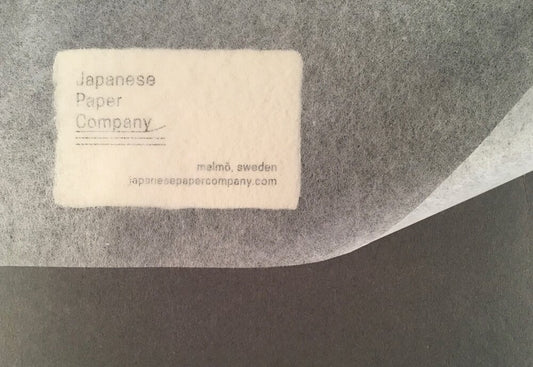 Japanese
Paper
Company
malmö, sweden
japanesepapercompany.com